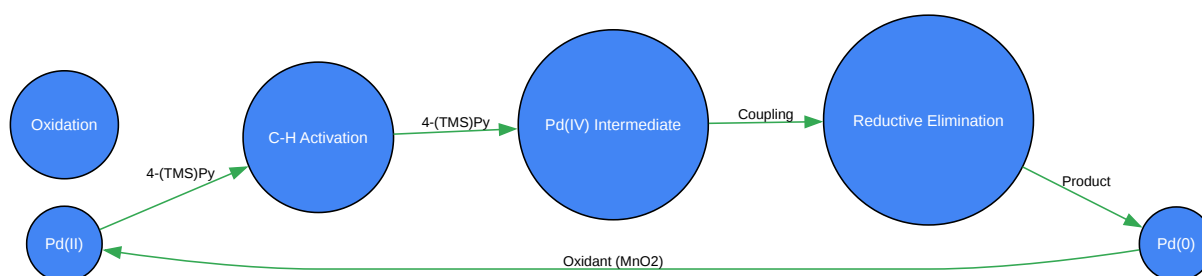 Oxidation
Pd(II)
4-(TMS)Py
C-H Activation
4-(TMS)Py
Pd(IV) Intermediate
Coupling
Reductive Elimination
Product
Pd(0)
Oxidant (MnO2)